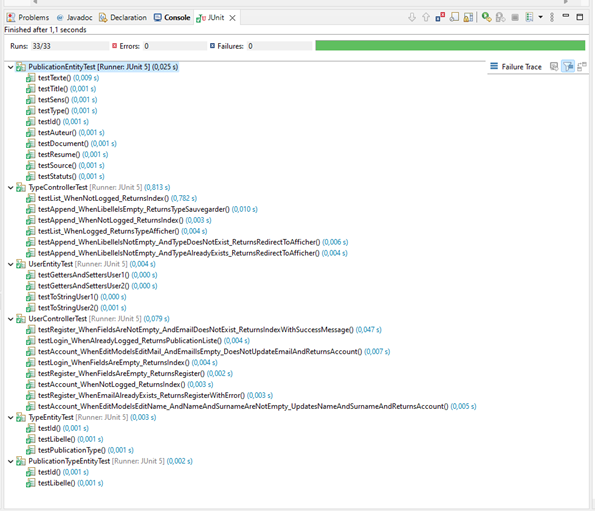 Problems Javadoc Declaration Console JUnit
Finished after 1,1 seconds
Runs: 33/33 Errors: 0 Failures: 0
PublicationEntityTest [Runner: JUnit 5] (0,025 s)
Failure Trace
testTexte() (0,009 s)
testTitle() (0,001 s)
testSens() (0,001 s)
testType() (0,001 s)
testId() (0,001 s)
testAuteur() (0,001 s)
testDocument() (0,001 s)
testResume() (0,001 s)
testSource() (0,001 s)
testStatuts() (0,001 s)
TypeControllerTest [Runner: JUnit 5] (0,813 s)
testList_WhenNotLogged_ReturnsIndex() (0,782 s)
testAppend_WhenLibelleIsEmpty_ReturnsTypeSauvegarder() (0,010 s)
testAppend_WhenNotLogged_ReturnsIndex() (0,003 s)
testList_WhenLogged_ReturnsTypeAfficher() (0,004 s)
testAppend_WhenLibelleIsNotEmpty_AndTypeDoesNotExist_ReturnsRedirectToAfficher() (0,006 s)
testAppend_WhenLibelleIsNotEmpty_AndTypeAlreadyExists_ReturnsRedirectToAfficher() (0,004 s)
UserEntityTest [Runner: JUnit 5] (0,004 s)
testGettersAndSettersUser1() (0,000 s)
testGettersAndSettersUser2() (0,000 s)
testToStringUser1() (0,000 s)
testToStringUser2() (0,001 s)
UserControllerTest [Runner: JUnit 5] (0,079 s)
testRegister_WhenFieldsAreNotEmpty_AndEmailDoesNotExist_ReturnsIndexWithSuccessMessage() (0,047 s)
testLogin_WhenAlreadyLogged_ReturnsPublicationListe() (0,004 s)
testAccount_WhenEditModeIsEditMail_AndEmailIsEmpty_DoesNotUpdateEmailAndReturnsAccount() (0,007 s)
testLogin_WhenFieldsAreEmpty_ReturnsIndex() (0,004 s)
testRegister_WhenFieldsAreEmpty_ReturnsRegister() (0,002 s)
testAccount_WhenNotLogged_ReturnsIndex() (0,003 s)
testRegister_WhenEmailAlreadyExists_ReturnsRegisterWithError() (0,003 s)
testAccount_WhenEditModeIsEditName_AndNameAndSurnameAreNotEmpty_UpdatesNameAndSurnameAndReturnsAccount() (0,005 s)
TypeEntityTest [Runner: JUnit 5] (0,003 s)
testId() (0,001 s)
testLibelle() (0,001 s)
testPublicationType() (0,001 s)
PublicationTypeEntityTest [Runner: JUnit 5] (0,002 s)
testId() (0,001 s)
testLibelle() (0,001 s)